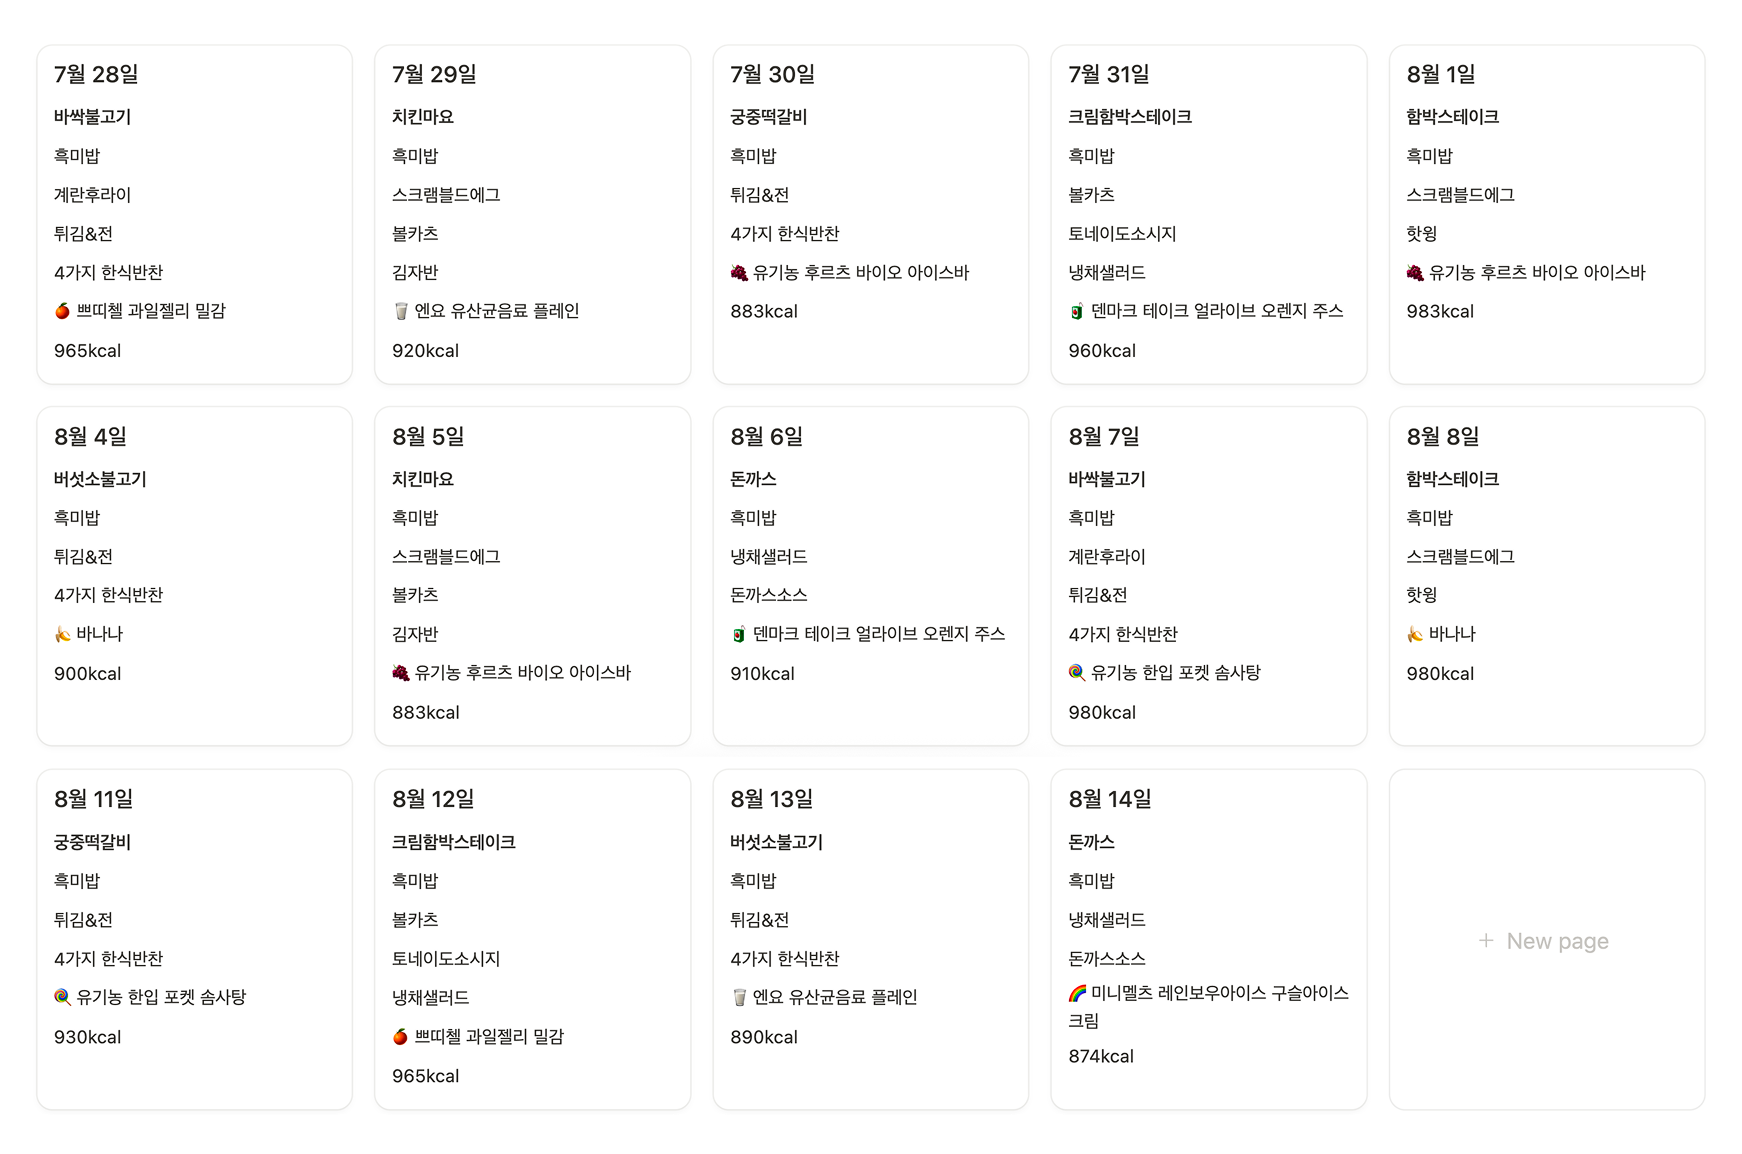 7월 28일
바싹불고기
흑미밥
계란후라이
튀김&전
4가지 한식반찬
🍊 쁘띠첼 과일젤리 밀감
965kcal
7월 29일
치킨마요
흑미밥
스크램블드에그
볼카츠
김자반
🥛 엔요 유산균음료 플레인
920kcal
7월 30일
궁중떡갈비
흑미밥
튀김&전
4가지 한식반찬
🍇 유기농 후르츠 바이오 아이스바
883kcal
7월 31일
크림함박스테이크
흑미밥
볼카츠
토네이도소시지
냉채샐러드
🧃 덴마크 테이크 얼라이브 오렌지 주스
960kcal
8월 1일
함박스테이크
흑미밥
스크램블드에그
핫윙
🍇 유기농 후르츠 바이오 아이스바
983kcal
8월 4일
버섯소불고기
흑미밥
튀김&전
4가지 한식반찬
🍌 바나나
900kcal
8월 5일
치킨마요
흑미밥
스크램블드에그
볼카츠
김자반
🍇 유기농 후르츠 바이오 아이스바
883kcal
8월 6일
돈까스
흑미밥
냉채샐러드
돈까스소스
🧃 덴마크 테이크 얼라이브 오렌지 주스
910kcal
8월 7일
바싹불고기
흑미밥
계란후라이
튀김&전
4가지 한식반찬
🍭 유기농 한입 포켓 솜사탕
980kcal
8월 8일
함박스테이크
흑미밥
스크램블드에그
핫윙
🍌 바나나
980kcal
8월 11일
궁중떡갈비
흑미밥
튀김&전
4가지 한식반찬
🍭 유기농 한입 포켓 솜사탕
930kcal
8월 12일
크림함박스테이크
흑미밥
볼카츠
토네이도소시지
냉채샐러드
🍊 쁘띠첼 과일젤리 밀감
965kcal
8월 13일
버섯소불고기
흑미밥
튀김&전
4가지 한식반찬
🥛 엔요 유산균음료 플레인
890kcal
8월 14일
돈까스
흑미밥
냉채샐러드
돈까스소스
🌈 미니멜츠 레인보우아이스 구슬아이스
크림
874kcal
+ New page